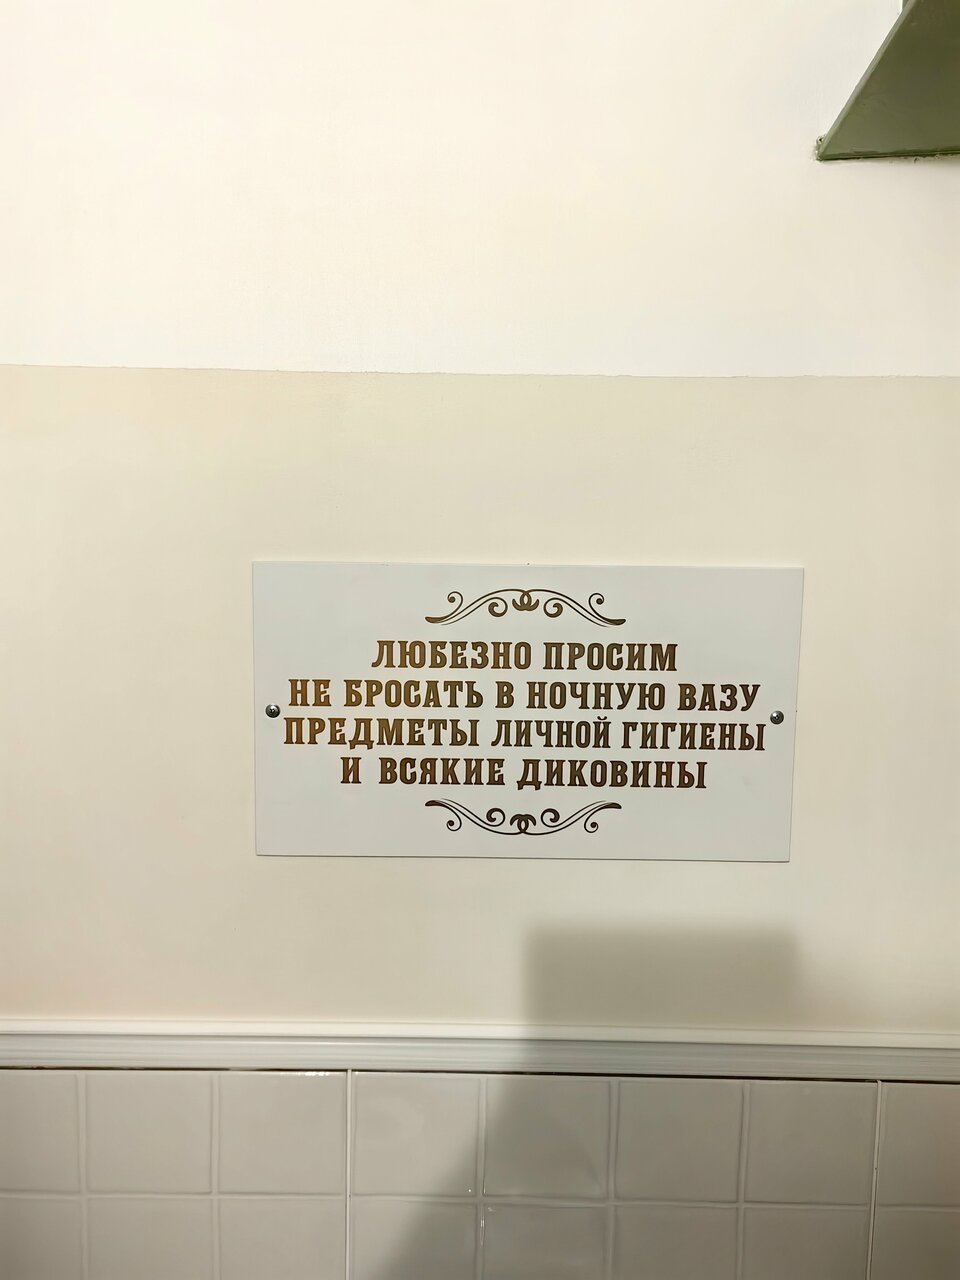 ЛЮБЕЗНО ПРОСИМ
НЕ БРОСАТЬ В НОЧНУЮ ВАЗУ
ПРЕДМЕТЫ ЛИЧНОЙ ГИГИЕНЫ
И ВСЯКИЕ ДИКОВИНЫ